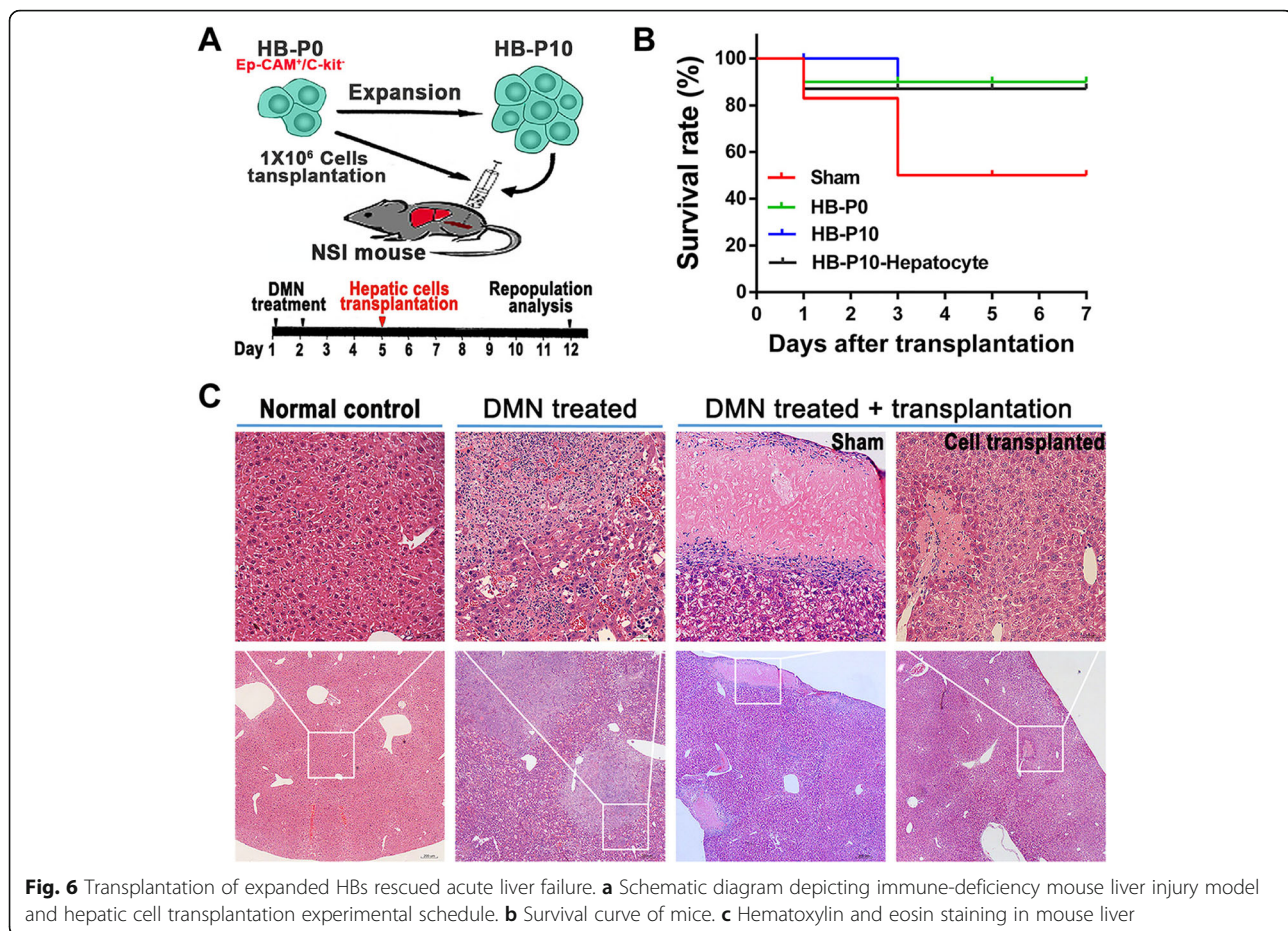 A
HB-P0
Ep-CAM⁺/C-kit⁻
HB-P10
Expansion
1X10⁶ Cells
tansplantation
NSI mouse
DMN
treatment
Hepatic cells
transplantation
Repopulation
analysis
Day 1 2 3 4 5 6 7 8 9 10 11 12
B
Survival rate (%)
100
80
60
40
20
0
Sham
HB-P0
HB-P10
HB-P10-Hepatocyte
0 1 2 3 4 5 6 7
Days after transplantation
C
Normal control
DMN treated
DMN treated + transplantation
Sham
Cell transplanted
Fig. 6 Transplantation of expanded HBs rescued acute liver failure. a Schematic diagram depicting immune-deficiency mouse liver injury model
and hepatic cell transplantation experimental schedule. b Survival curve of mice. c Hematoxylin and eosin staining in mouse liver